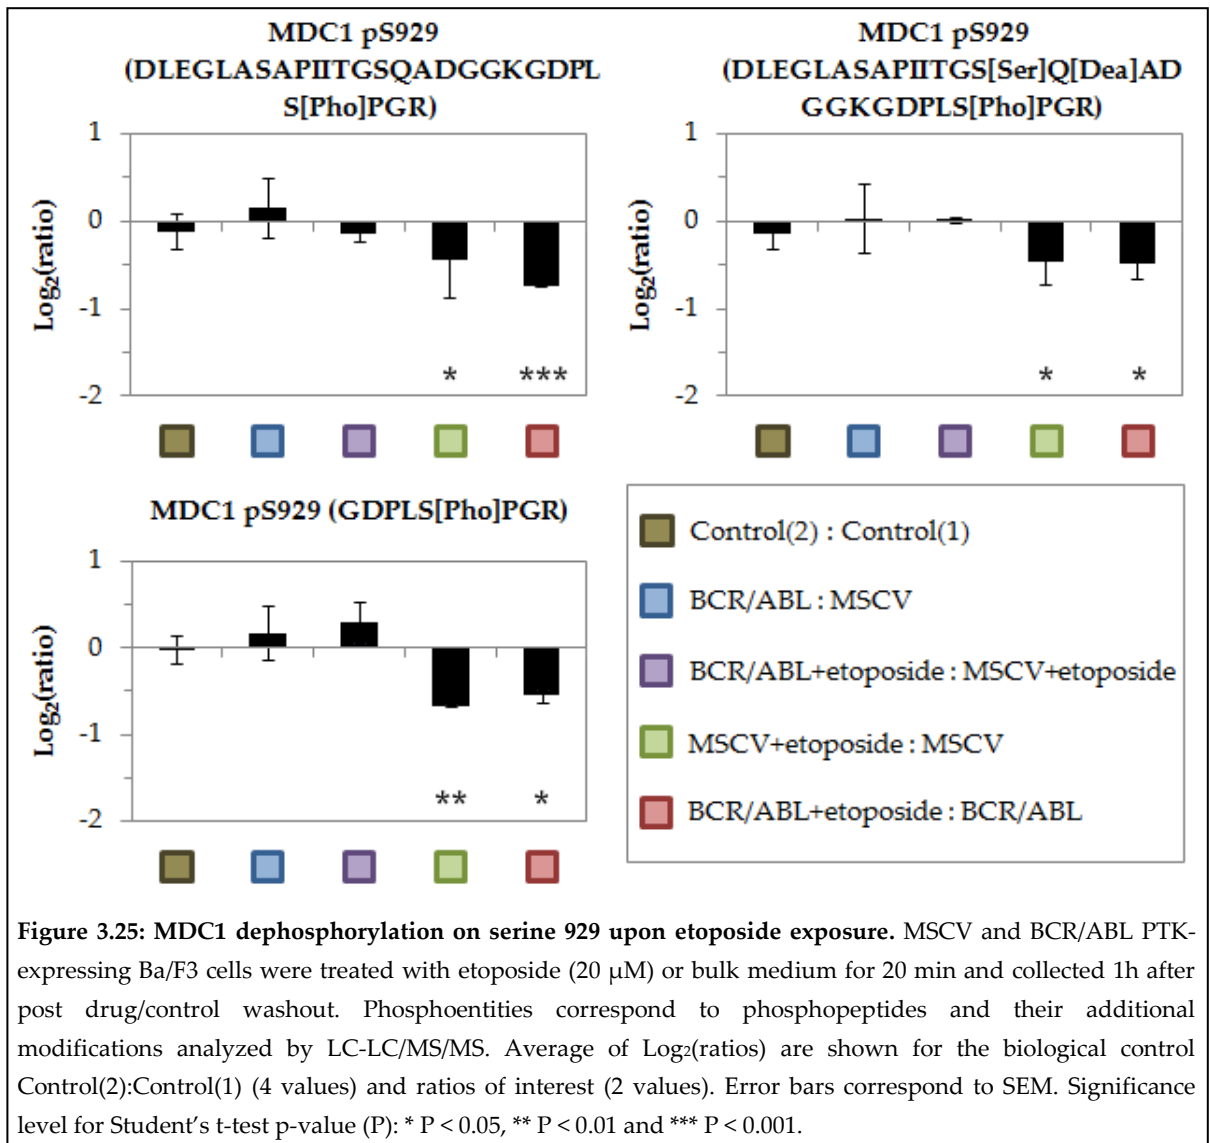 MDC1 pS929
(DLEGLASAPIITGSQADGGKGDPL
S[Pho]PGR)
Log₂(ratio)
1
0
-1
-2
* ***
MDC1 pS929
(DLEGLASAPIITGS[Ser]Q[Dea]AD
GGKGDPLS[Pho]PGR)
Log₂(ratio)
1
0
-1
-2
* *
MDC1 pS929 (GDPLS[Pho]PGR)
Log₂(ratio)
1
0
-1
-2
** *
Control(2) : Control(1)
BCR/ABL : MSCV
BCR/ABL+etoposide : MSCV+etoposide
MSCV+etoposide : MSCV
BCR/ABL+etoposide : BCR/ABL
Figure 3.25: MDC1 dephosphorylation on serine 929 upon etoposide exposure. MSCV and BCR/ABL PTK-
expressing Ba/F3 cells were treated with etoposide (20 µM) or bulk medium for 20 min and collected 1h after
post drug/control washout. Phosphoentities correspond to phosphopeptides and their additional
modifications analyzed by LC-LC/MS/MS. Average of Log₂(ratios) are shown for the biological control
Control(2):Control(1) (4 values) and ratios of interest (2 values). Error bars correspond to SEM. Significance
level for Student's t-test p-value (P): * P < 0.05, ** P < 0.01 and *** P < 0.001.